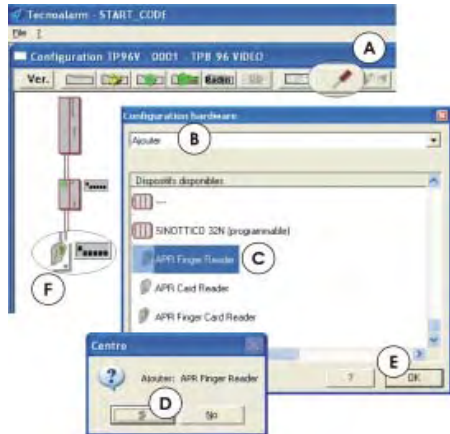 Tecnoalarm - START_CODE
File ?
Configuration TP96V 0001 TP8 96 VIDEO
A
Ver.
Radio
Configuration hardware
Ajouter
B
Dispositifs disponibles
---
SINOTTICO 32N (programmable)
APR Finger Reader
C
APR Card Reader
APR Finger Card Reader
F
Centro
Ajouter: APR Finger Reader
D
No
E
?
OK